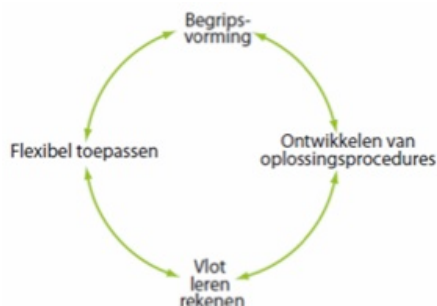 Begrips-
vorming
Flexibel toepassen
Ontwikkelen van
oplossingsprocedures
Vlot
leren
rekenen